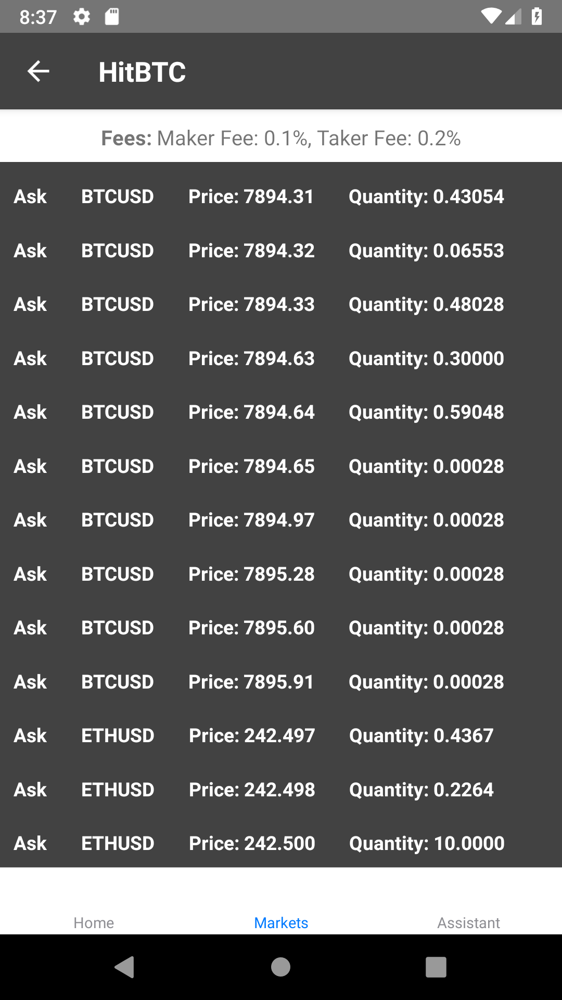 8:37
HitBTC
Fees: Maker Fee: 0.1%, Taker Fee: 0.2%
Ask BTCUSD Price: 7894.31 Quantity: 0.43054
Ask BTCUSD Price: 7894.32 Quantity: 0.06553
Ask BTCUSD Price: 7894.33 Quantity: 0.48028
Ask BTCUSD Price: 7894.63 Quantity: 0.30000
Ask BTCUSD Price: 7894.64 Quantity: 0.59048
Ask BTCUSD Price: 7894.65 Quantity: 0.00028
Ask BTCUSD Price: 7894.97 Quantity: 0.00028
Ask BTCUSD Price: 7895.28 Quantity: 0.00028
Ask BTCUSD Price: 7895.60 Quantity: 0.00028
Ask BTCUSD Price: 7895.91 Quantity: 0.00028
Ask ETHUSD Price: 242.497 Quantity: 0.4367
Ask ETHUSD Price: 242.498 Quantity: 0.2264
Ask ETHUSD Price: 242.500 Quantity: 10.0000
Home Markets Assistant